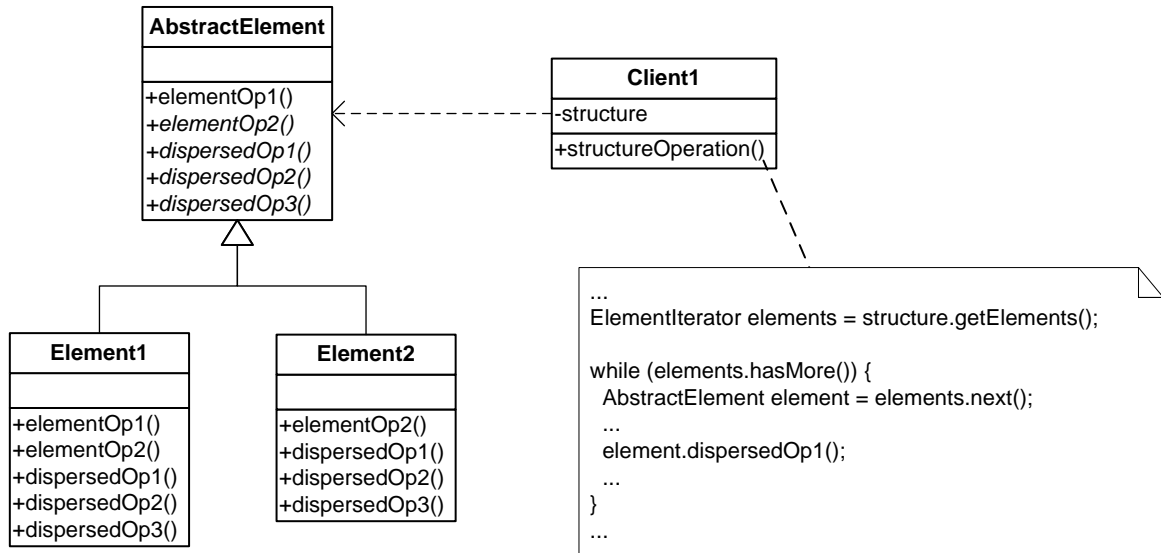 AbstractElement
+elementOp1()
+elementOp2()
+dispersedOp1()
+dispersedOp2()
+dispersedOp3()
Client1
-structure
+structureOperation()
Element1
+elementOp1()
+elementOp2()
+dispersedOp1()
+dispersedOp2()
+dispersedOp3()
Element2
+elementOp2()
+dispersedOp1()
+dispersedOp2()
+dispersedOp3()
...
ElementIterator elements = structure.getElements();
while (elements.hasMore()) {
AbstractElement element = elements.next();
...
element.dispersedOp1();
...
}
...